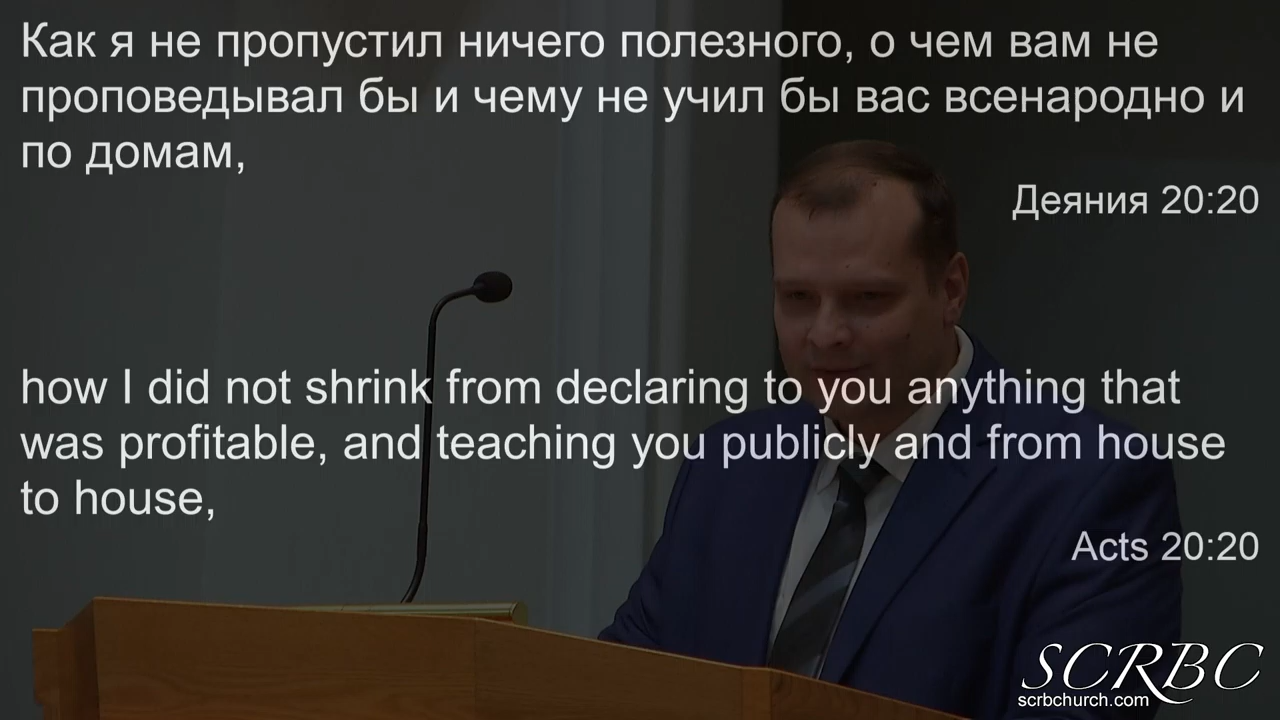 Как я не пропустил ничего полезного, о чем вам не
проповедывал бы и чему не учил бы вас всенародно и
по домам,
Деяния 20:20
how I did not shrink from declaring to you anything that
was profitable, and teaching you publicly and from house
to house,
Acts 20:20
SCRBC
scrbchurch.com